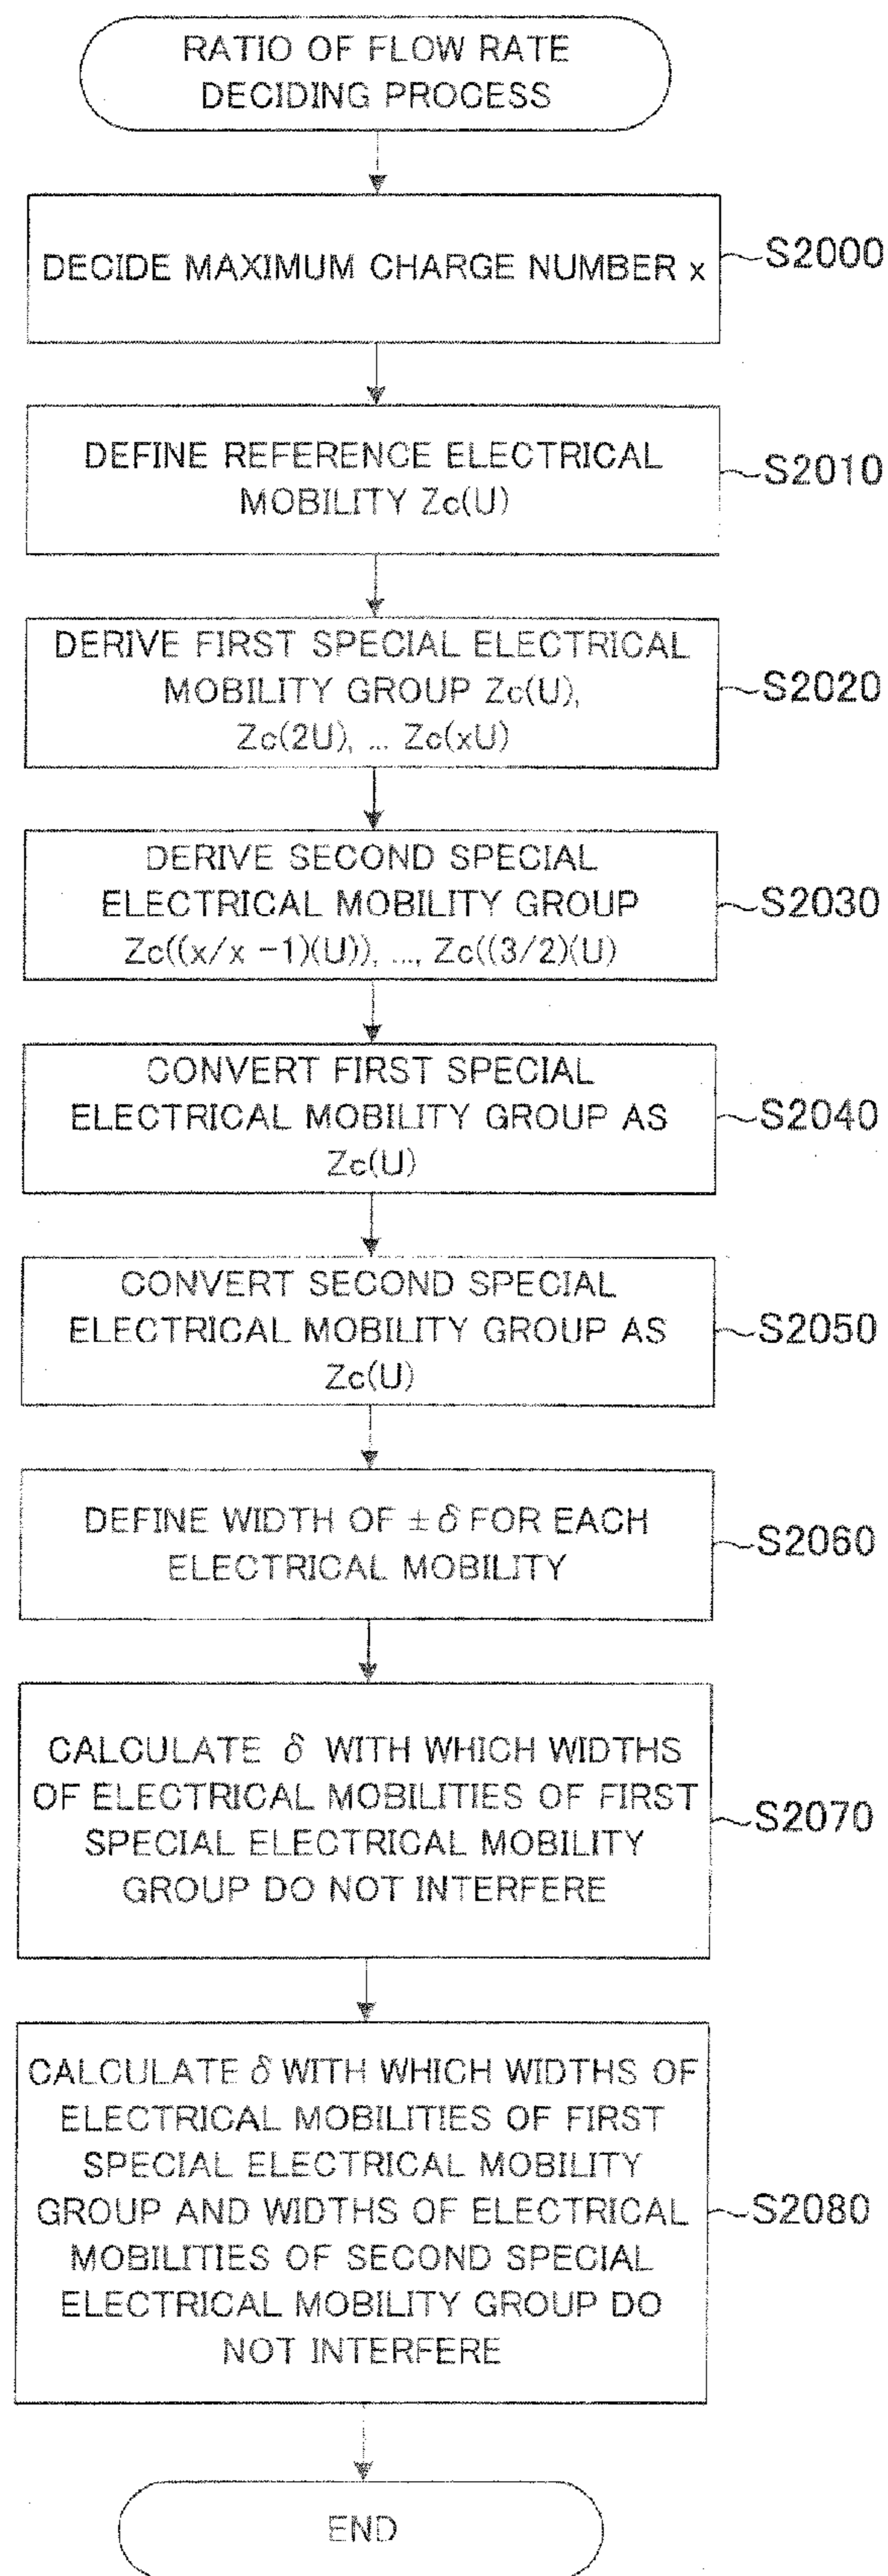 RATIO OF FLOW RATE
DECIDING PROCESS
DECIDE MAXIMUM CHARGE NUMBER x
S2000
DEFINE REFERENCE ELECTRICAL
MOBILITY Zc(U)
S2010
DERIVE FIRST SPECIAL ELECTRICAL
MOBILITY GROUP Zc(U),
Zc(2U), ... Zc(xU)
S2020
DERIVE SECOND SPECIAL
ELECTRICAL MOBILITY GROUP
Zc((x/x -1)(U)), ..., Zc((3/2)(U)
S2030
CONVERT FIRST SPECIAL
ELECTRICAL MOBILITY GROUP AS
Zc(U)
S2040
CONVERT SECOND SPECIAL
ELECTRICAL MOBILITY GROUP AS
Zc(U)
S2050
DEFINE WIDTH OF ±δ FOR EACH
ELECTRICAL MOBILITY
S2060
CALCULATE δ WITH WHICH WIDTHS
OF ELECTRICAL MOBILITIES OF FIRST
SPECIAL ELECTRICAL MOBILITY
GROUP DO NOT INTERFERE
S2070
CALCULATE δ WITH WHICH WIDTHS OF
ELECTRICAL MOBILITIES OF FIRST
SPECIAL ELECTRICAL MOBILITY
GROUP AND WIDTHS OF ELECTRICAL
MOBILITIES OF SECOND SPECIAL
ELECTRICAL MOBILITY GROUP DO
NOT INTERFERE
S2080
END